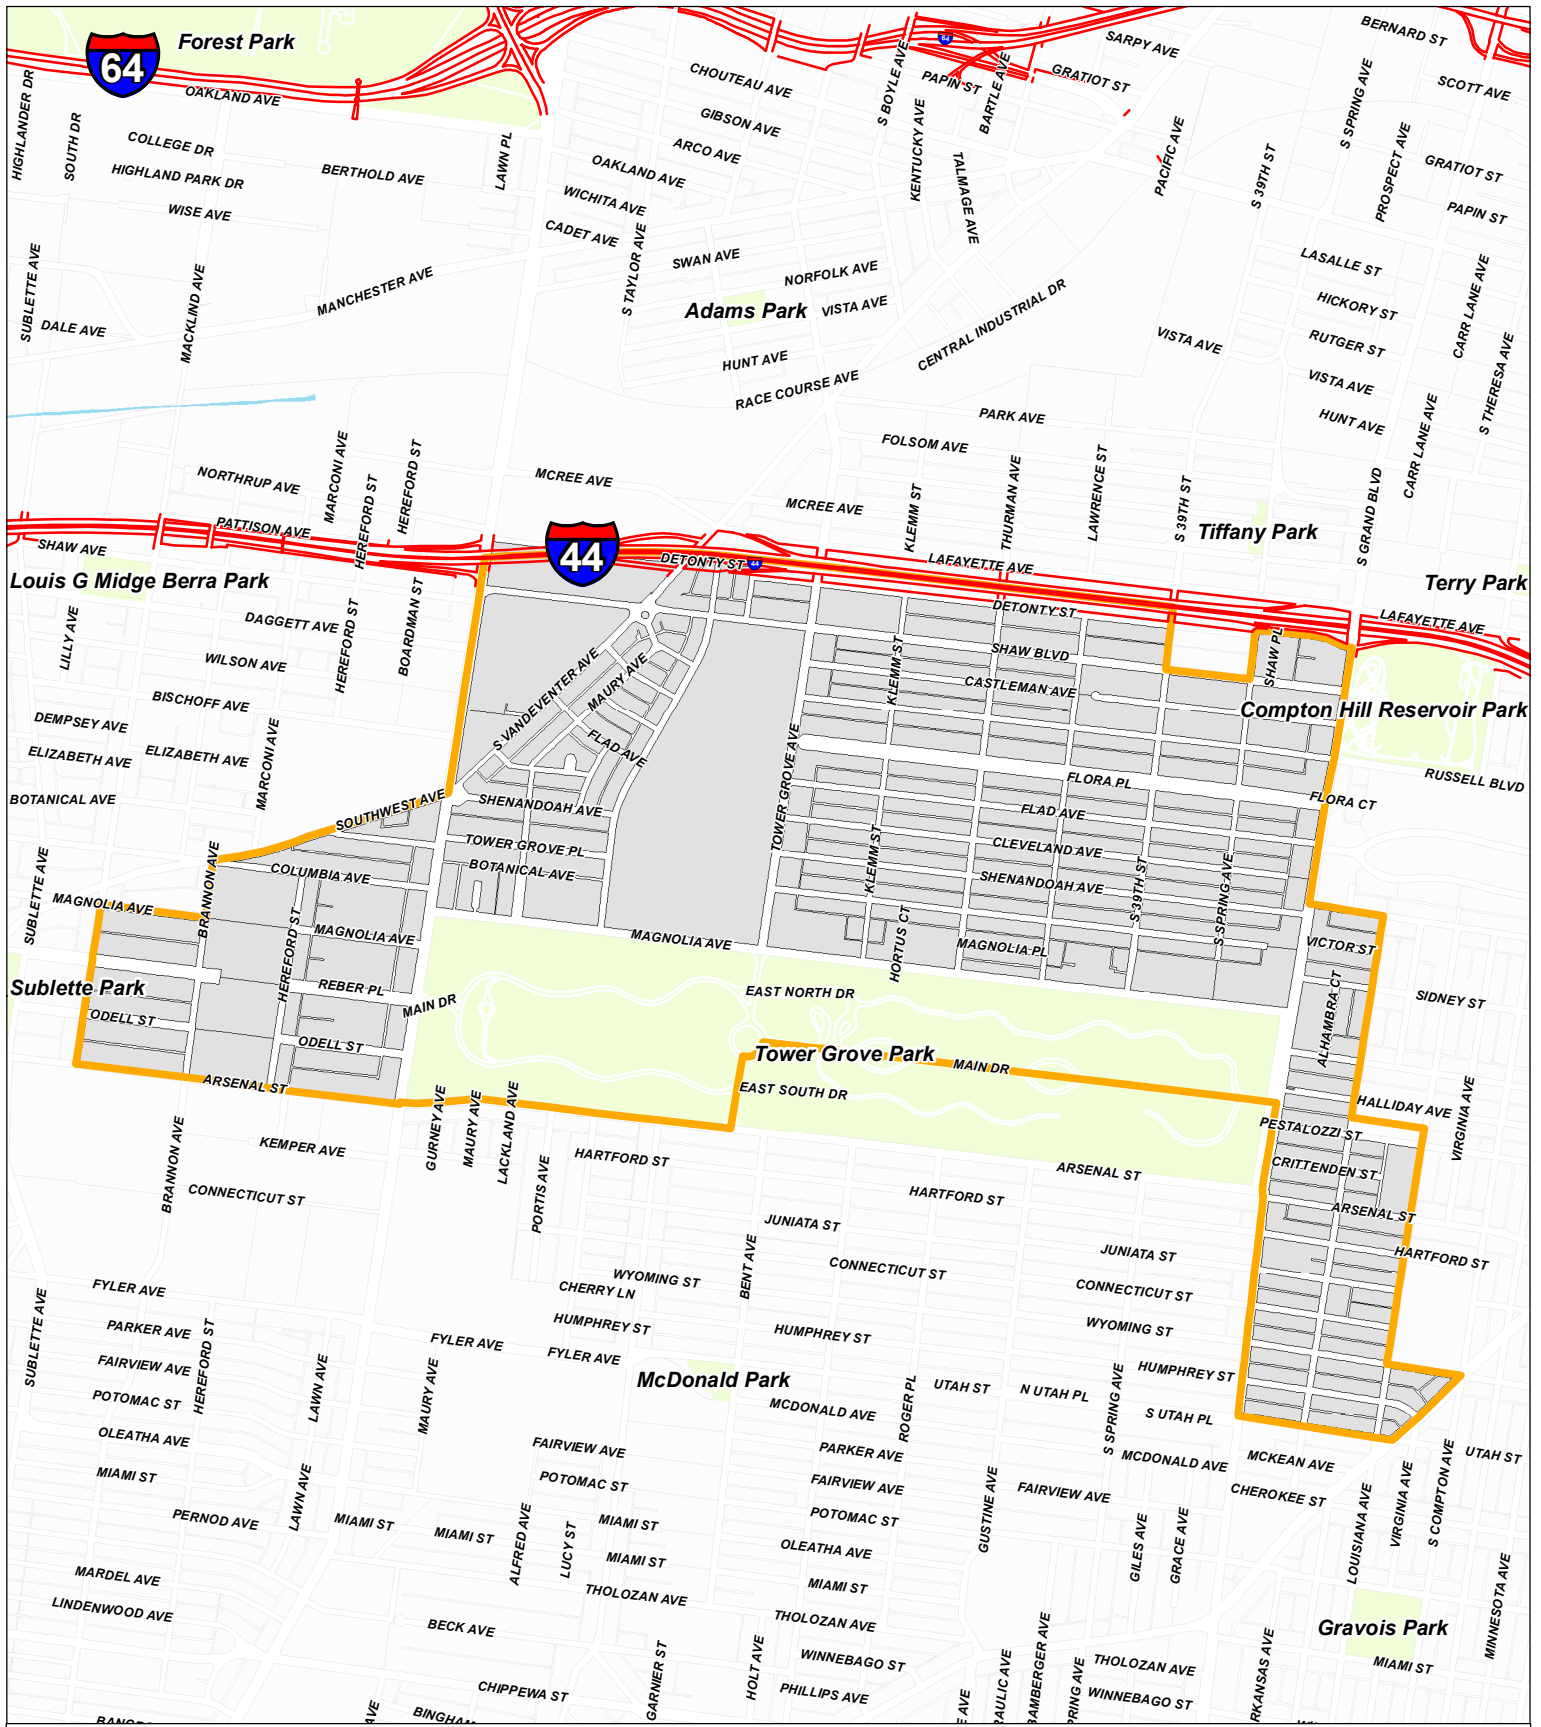 Forest Park
64
OAKLAND AVE
HIGHLANDER DR
SOUTH DR
COLLEGE DR
HIGHLAND PARK DR
WISE AVE
BERTHOLD AVE
LAWN PL
CHOUTEAU AVE
GIBSON AVE
ARCO AVE
OAKLAND AVE
WICHITA AVE
CADET AVE
S TAYLOR AVE
SWAN AVE
NORFOLK AVE
VISTA AVE
Adams Park
HUNT AVE
RACE COURSE AVE
S BOYLE AVE
64
PAPIN ST
BARTLE AVE
KENTUCKY AVE
TALMAGE AVE
SARPY AVE
GRATIOT ST
PACIFIC AVE
BERNARD ST
SCOTT AVE
S SPRING AVE
PROSPECT AVE
S 39TH ST
GRATIOT ST
PAPIN ST
LASALLE ST
HICKORY ST
RUTGER ST
VISTA AVE
HUNT AVE
CARR LANE AVE
S THERESA AVE
CARR LANE AVE
VISTA AVE
CENTRAL INDUSTRIAL DR
SUBLETTE AVE
DALE AVE
MACKLIND AVE
MANCHESTER AVE
PARK AVE
FOLSOM AVE
MCREE AVE
MCREE AVE
KLEMM ST
THURMAN AVE
LAWRENCE ST
S 39TH ST
Tiffany Park
S GRAND BLVD
NORTHRUP AVE
MARCONI AVE
HEREFORD ST
HEREFORD ST
PATTISON AVE
SHAW AVE
Louis G Midge Berra Park
44
DETONTY ST
44
LAFAYETTE AVE
DETONTY ST
Terry Park
LAFAYETTE AVE
LILLY AVE
DAGGETT AVE
HEREFORD ST
BOARDMAN ST
WILSON AVE
BISCHOFF AVE
DEMPSEY AVE
ELIZABETH AVE
ELIZABETH AVE
MARCONI AVE
BOTANICAL AVE
SOUTHWEST AVE
S VANDEVENTER AVE
MAURY AVE
FLAD AVE
SHENANDOAH AVE
TOWER GROVE PL
BOTANICAL AVE
TOWER GROVE AVE
KLEMM ST
SHAW BLVD
CASTLEMAN AVE
SHAW PL
Compton Hill Reservoir Park
RUSSELL BLVD
FLORA PL
FLORA CT
FLAD AVE
CLEVELAND AVE
SHENANDOAH AVE
KLEMM ST
S 39TH ST
S SPRING AVE
HORTUS CT
MAGNOLIA PL
VICTOR ST
SIDNEY ST
ALHAMBRA CT
SUBLETTE AVE
MAGNOLIA AVE
BRANNON AVE
COLUMBIA AVE
HEREFORD ST
MAGNOLIA AVE
MAGNOLIA AVE
Sublette Park
REBER PL
MAIN DR
ODELL ST
ODELL ST
ARSENAL ST
EAST NORTH DR
Tower Grove Park
MAIN DR
EAST SOUTH DR
HALLIDAY AVE
VIRGINIA AVE
PESTALOZZI ST
CRITTENDEN ST
ARSENAL ST
HARTFORD ST
GURNEY AVE
MAURY AVE
LACKLAND AVE
PORTIS AVE
BRANNON AVE
KEMPER AVE
CONNECTICUT ST
HARTFORD ST
ARSENAL ST
HARTFORD ST
JUNIATA ST
JUNIATA ST
BENT AVE
CONNECTICUT ST
CONNECTICUT ST
WYOMING ST
CHERRY LN
WYOMING ST
HUMPHREY ST
HUMPHREY ST
HUMPHREY ST
FYLER AVE
PARKER AVE
SUBLETTE AVE
FAIRVIEW AVE
HEREFORD ST
POTOMAC ST
OLEATHA AVE
MIAMI ST
LAWN AVE
MAURY AVE
FYLER AVE
FYLER AVE
McDonald Park
UTAH ST
N UTAH PL
S SPRING AVE
S UTAH PL
ROGER PL
MCDONALD AVE
MCDONALD AVE
MCKEAN AVE
UTAH ST
CHEROKEE ST
PARKER AVE
FAIRVIEW AVE
FAIRVIEW AVE
FAIRVIEW AVE
POTOMAC ST
POTOMAC ST
S COMPTON AVE
VIRGINIA AVE
LOUISIANA AVE
LAWN AVE
PERNOD AVE
MIAMI ST
MIAMI ST
ALFRED AVE
LUCY ST
MIAMI ST
MIAMI ST
OLEATHA AVE
GUSTINE AVE
GILES AVE
GRACE AVE
MIAMI ST
MARDEL AVE
LINDENWOOD AVE
THOLOZAN AVE
THOLOZAN AVE
BECK AVE
WINNEBAGO ST
Gravois Park
MINNESOTA AVE
MIAMI ST
CHIPPEWA ST
GARNIER ST
HOLT AVE
PHILLIPS AVE
BAMBERGER AVE
THOLOZAN AVE
WINNEBAGO ST
RKANSAS AVE
RAULIC AVE
PRING AVE
E AVE
AVE
BINGHAM